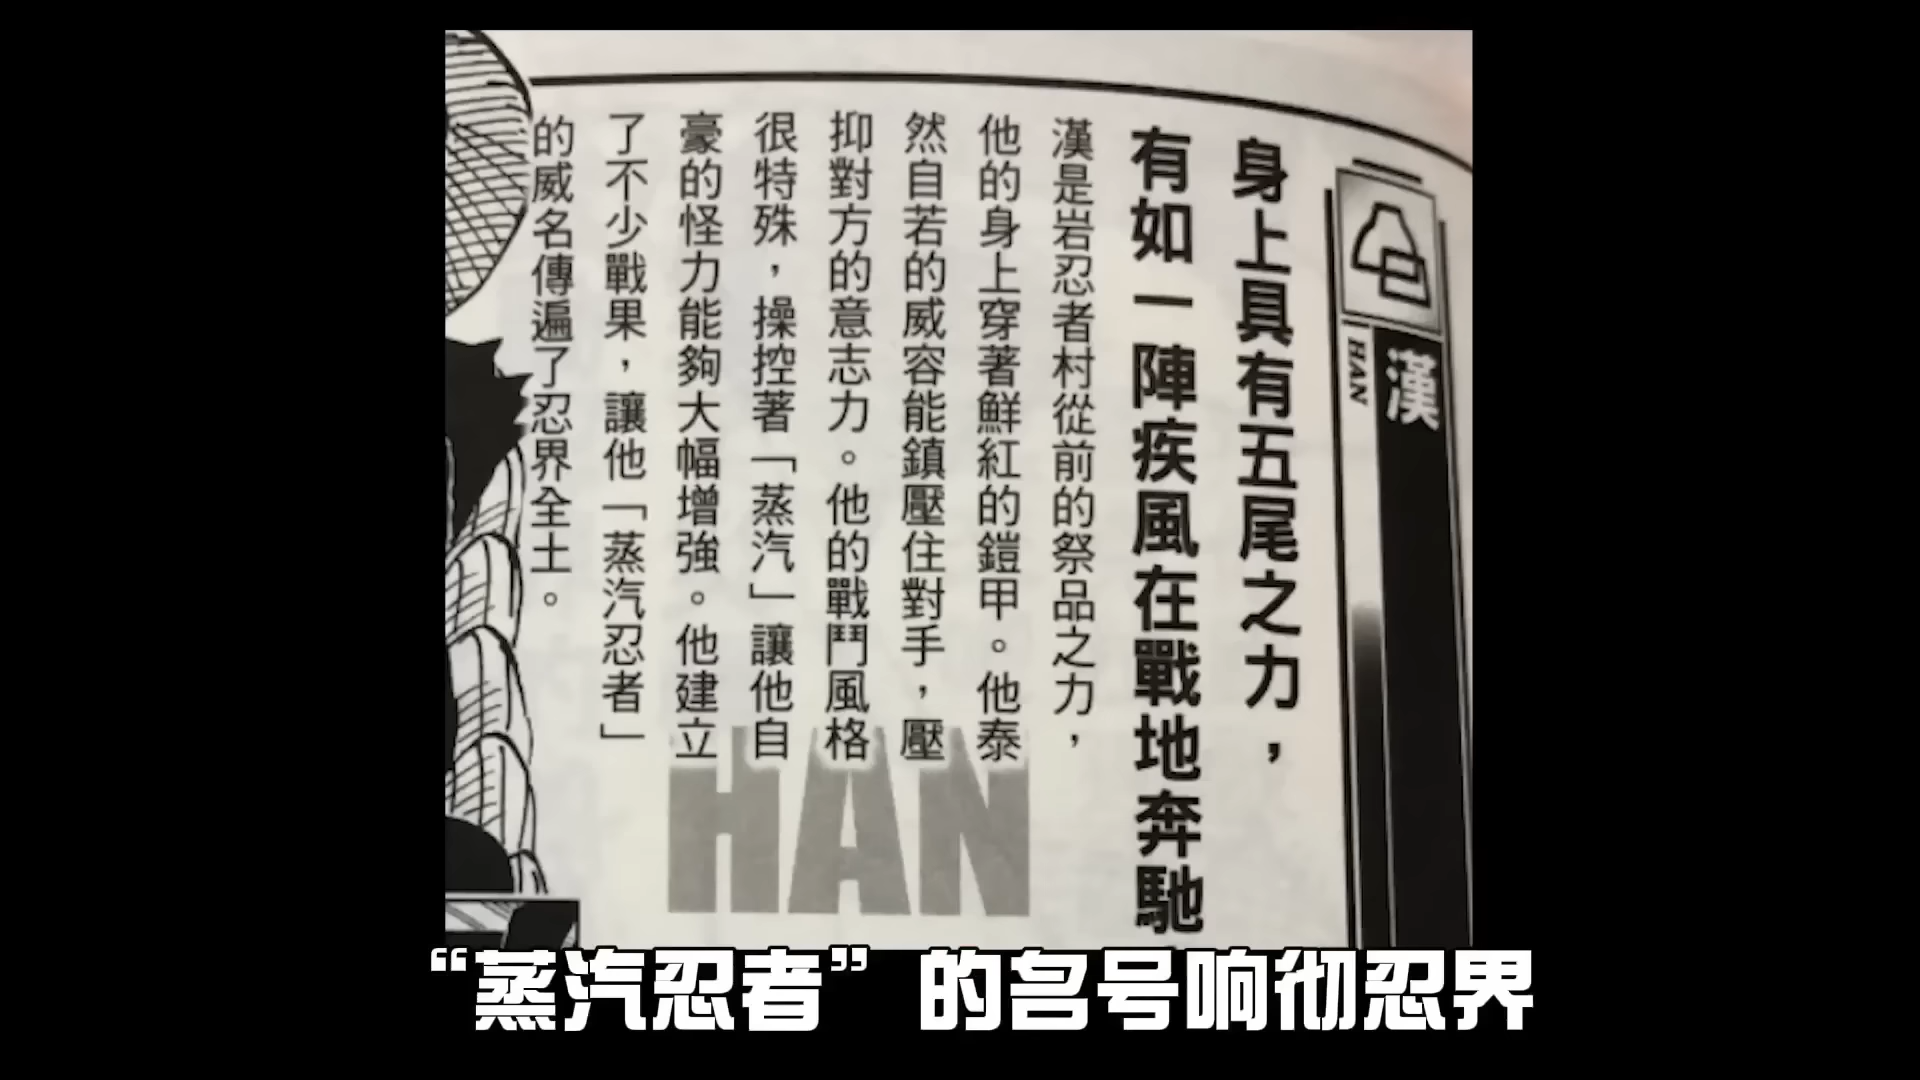 漢
HAN
身上具有五尾之力，
有如一陣疾風在戰地奔馳
漢是岩忍者村從前的祭品之力，
他的身上穿著鮮紅的鎧甲。他泰
然自若的威容能鎮壓住對手，壓
抑對方的意志力。他的戰鬥風格
很特殊，操控著「蒸汽」讓他自
豪的怪力能夠大幅增強。他建立
了不少戰果，讓他「蒸汽忍者」
的威名傳遍了忍界全土。
HAN
“蒸汽忍者”的名号响彻忍界